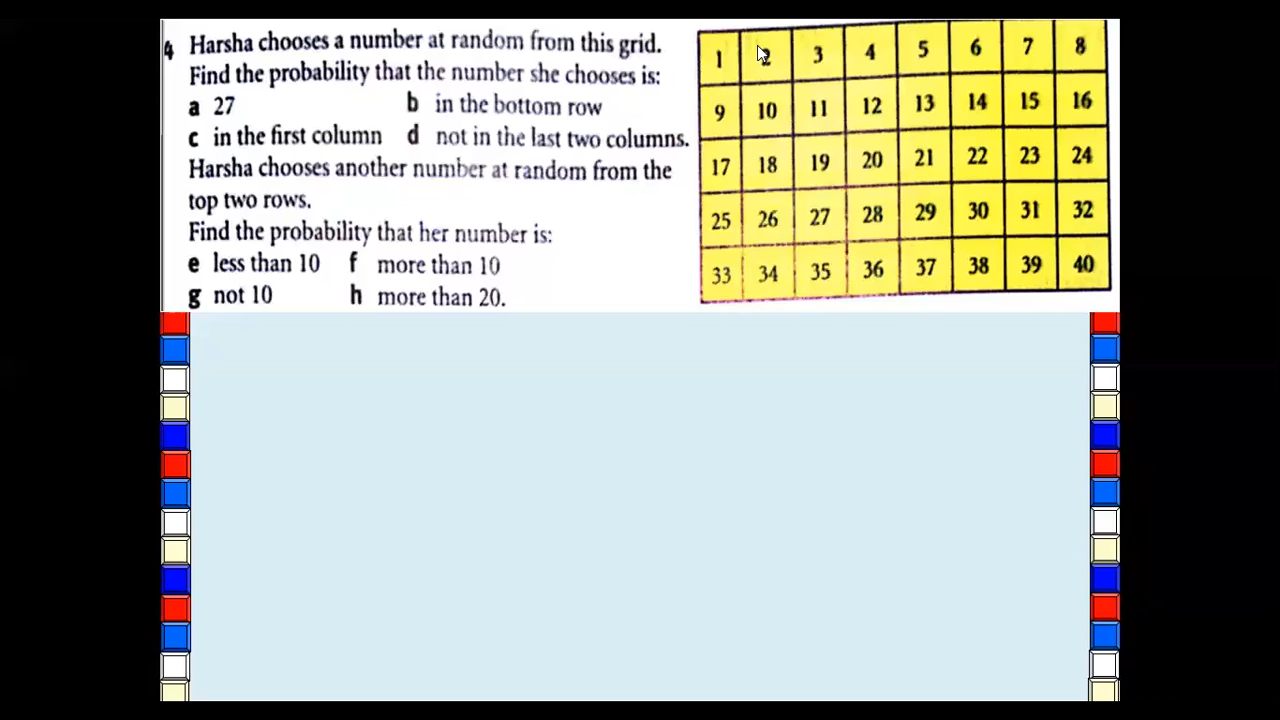 4 Harsha chooses a number at random from this grid.
Find the probability that the number she chooses is:
a 27 b in the bottom row
c in the first column d not in the last two columns.
Harsha chooses another number at random from the
top two rows.
Find the probability that her number is:
e less than 10 f more than 10
g not 10 h more than 20.
1 2 3 4 5 6 7 8
9 10 11 12 13 14 15 16
17 18 19 20 21 22 23 24
25 26 27 28 29 30 31 32
33 34 35 36 37 38 39 40